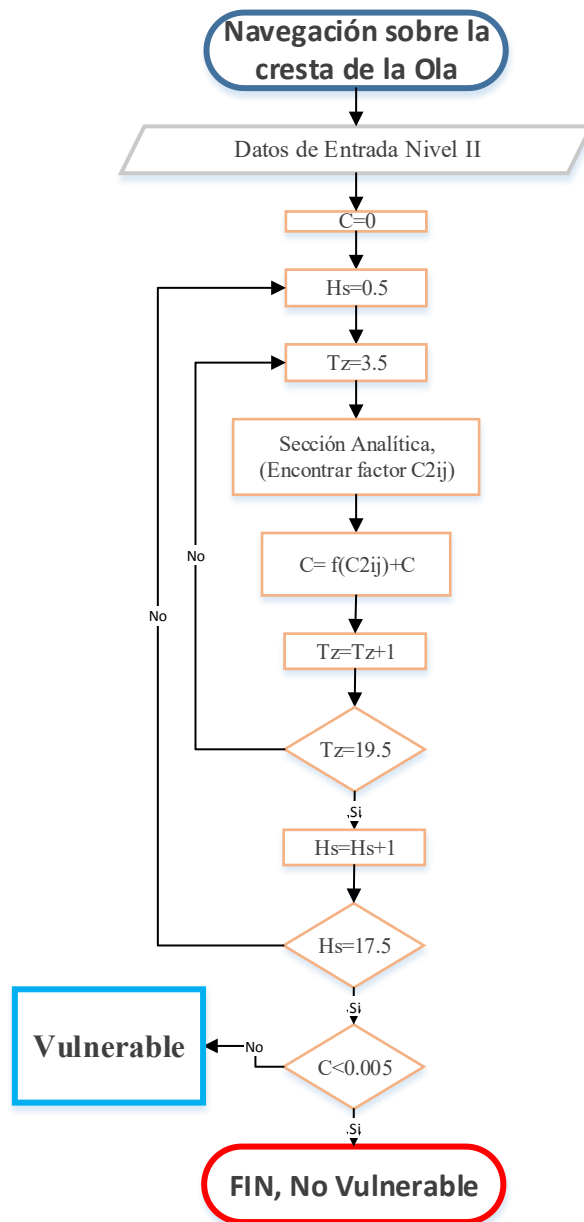 Navegación sobre la
cresta de la Ola
Datos de Entrada Nivel II
C=0
Hs=0.5
Tz=3.5
Sección Analítica,
(Encontrar factor C2ij)
C= f(C2ij)+C
Tz=Tz+1
No
No
Tz=19.5
Si
Hs=Hs+1
Hs=17.5
Si
Vulnerable
No
C<0.005
Si
FIN, No Vulnerable